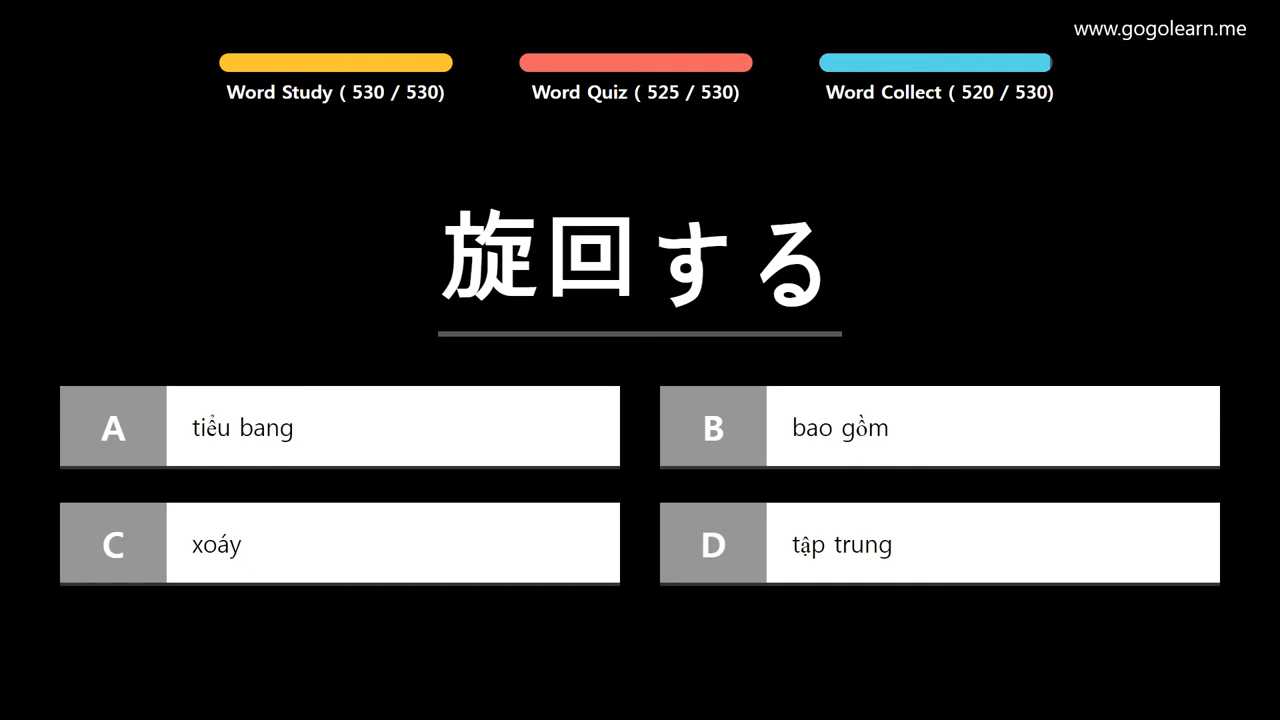 www.gogolearn.me
Word Study ( 530 / 530)
Word Quiz ( 525 / 530)
Word Collect ( 520 / 530)
旋回する
A
tiểu bang
B
bao gồm
C
xoáy
D
tập trung